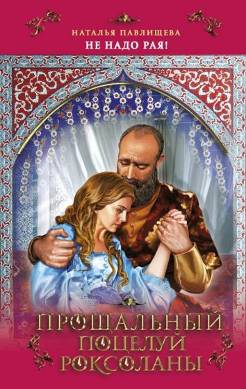 НАТАЛЬЯ ПАВЛИЩЕВА
НЕ НАДО РАЯ!
ПРОЩАЛЬНЫЙ
ПОЦЕЛУЙ
РОКСОЛАНЫ